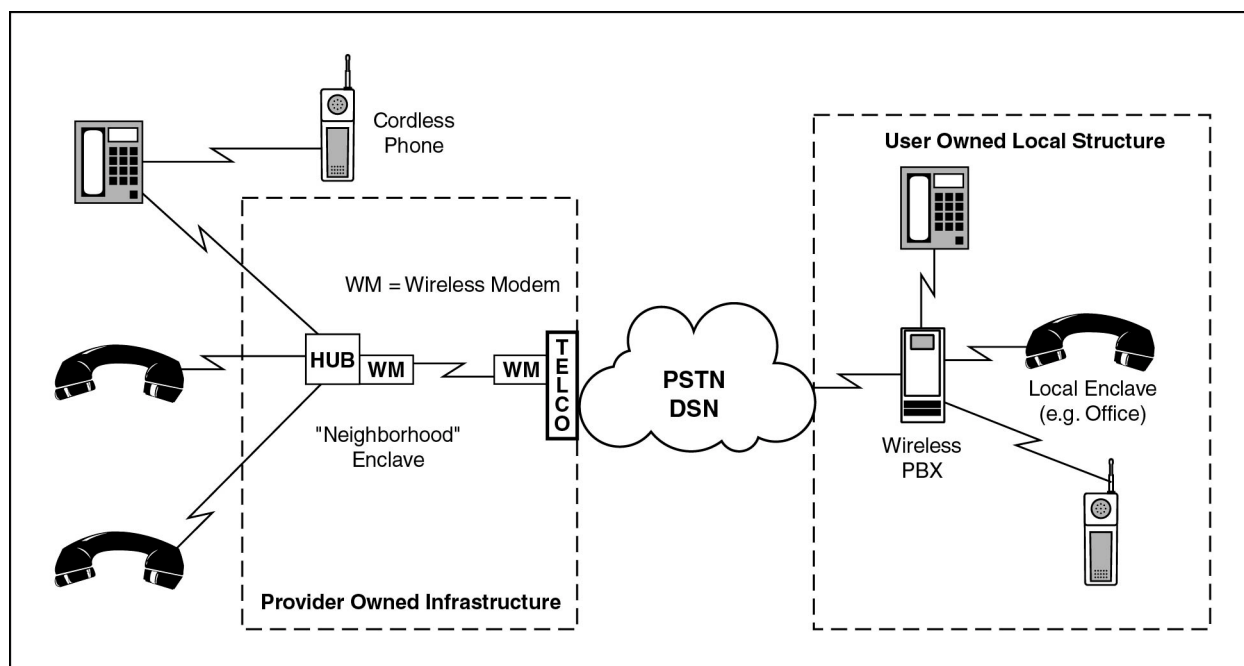 Cordless
Phone
User Owned Local Structure
WM = Wireless Modem
HUB
WM
WM
TELCO
PSTN
DSN
"Neighborhood"
Enclave
Local Enclave
(e.g. Office)
Wireless
PBX
Provider Owned Infrastructure